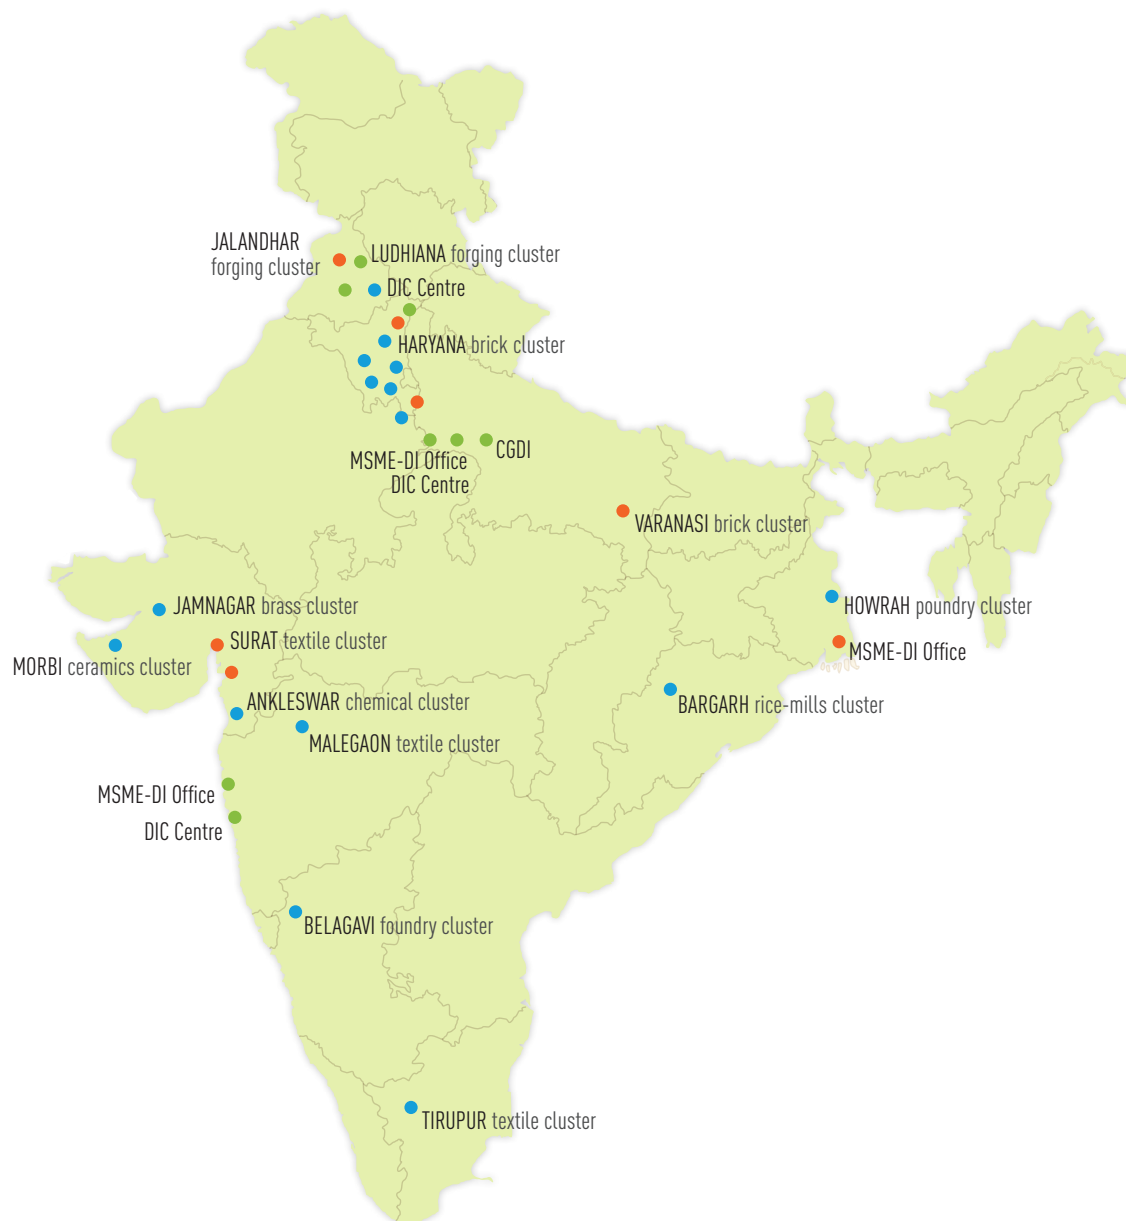 JALANDHAR
forging cluster
LUDHIANA forging cluster
DIC Centre
HARYANA brick cluster
CGDI
MSME-DI Office
DIC Centre
VARANASI brick cluster
JAMNAGAR brass cluster
HOWRAH poundry cluster
SURAT textile cluster
MSME-DI Office
MORBI ceramics cluster
ANKLESWAR chemical cluster
BARGARH rice-mills cluster
MALEGAON textile cluster
MSME-DI Office
DIC Centre
BELAGAVI foundry cluster
TIRUPUR textile cluster